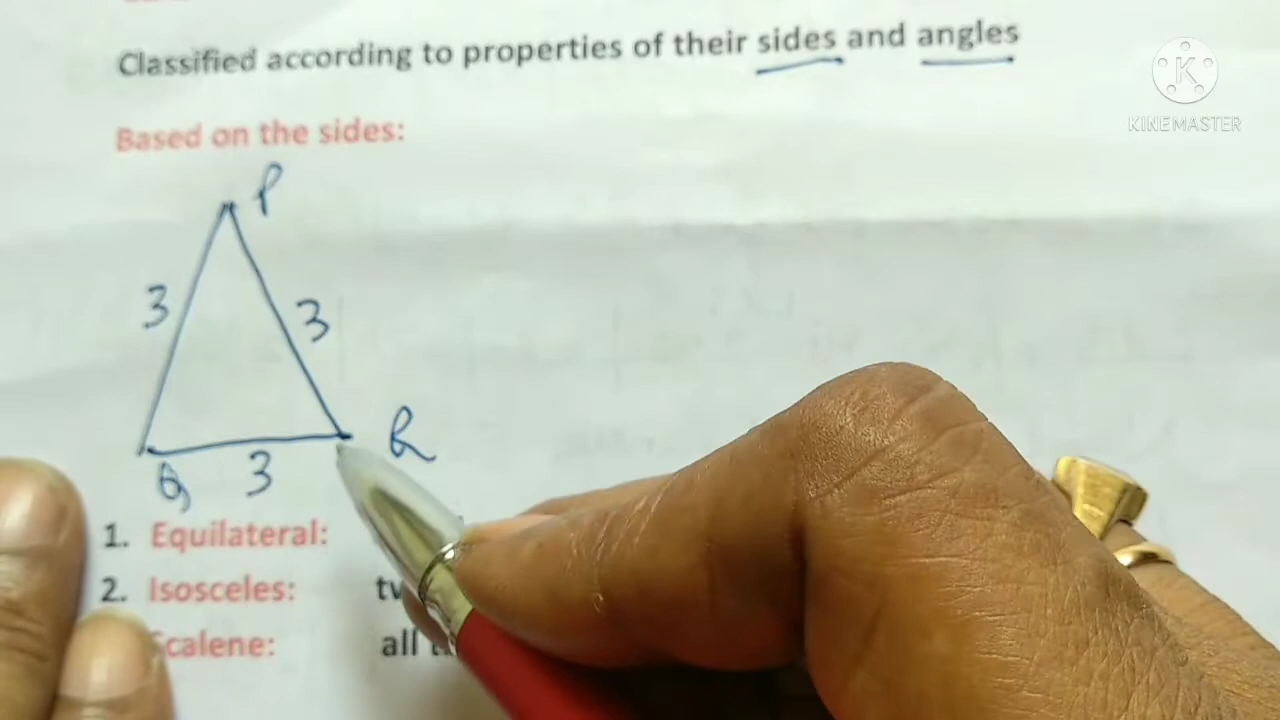 Classified according to properties of their sides and angles
KINEMASTER
Based on the sides:
P
3 3
R
Q 3
1. Equilateral:
2. Isosceles:
Scalene: all